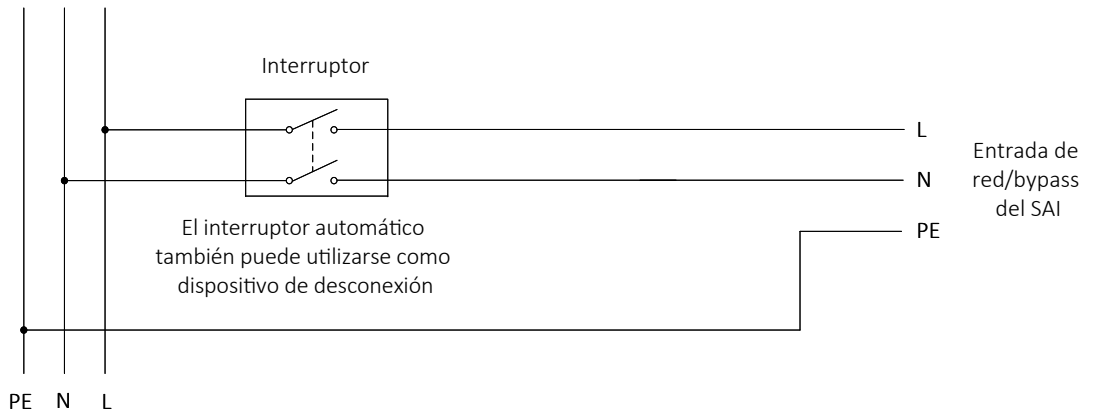 Interruptor
L
Entrada de
red/bypass
del SAI
N
PE
El interruptor automático
también puede utilizarse como
dispositivo de desconexión
PE N L